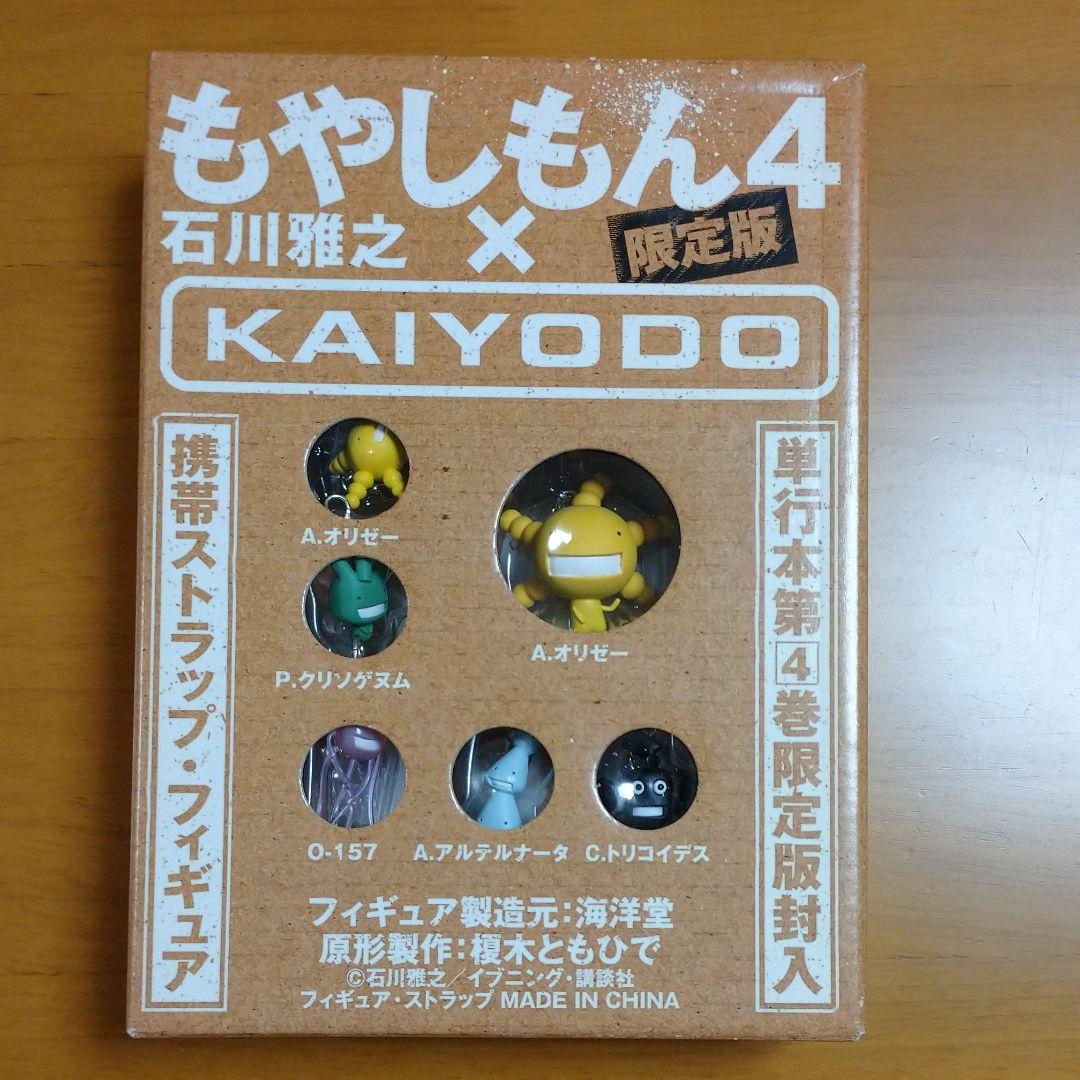 もやしもん4
石川雅之 ×
限定版
KAIYODO
携帯ストラップ・フィギュア
単行本第4巻限定版封入
A.オリゼー
A.オリゼー
P.クリソゲヌム
O-157
A.アルテルナータ
C.トリコイデス
フィギュア製造元:海洋堂
原形製作:榎木ともひで
©石川雅之/イブニング・講談社
フィギュア・ストラップ MADE IN CHINA